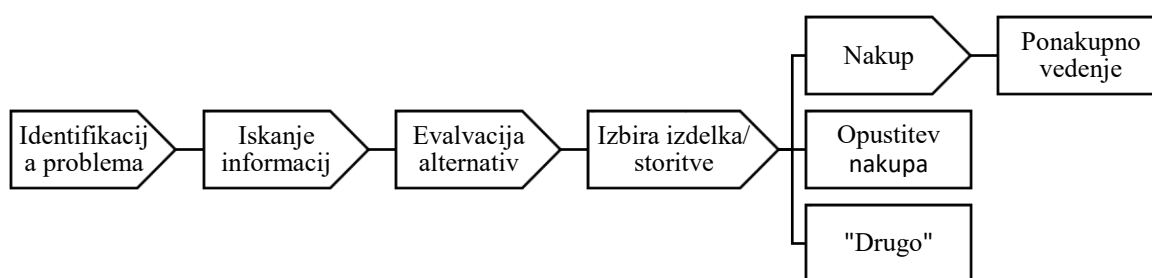 Identifikacij
a problema
Iskanje
informacij
Evalvacija
alternativ
Izbira izdelka/
storitve
Nakup
Ponakupno
vedenje
Opustitev
nakupa
"Drugo"